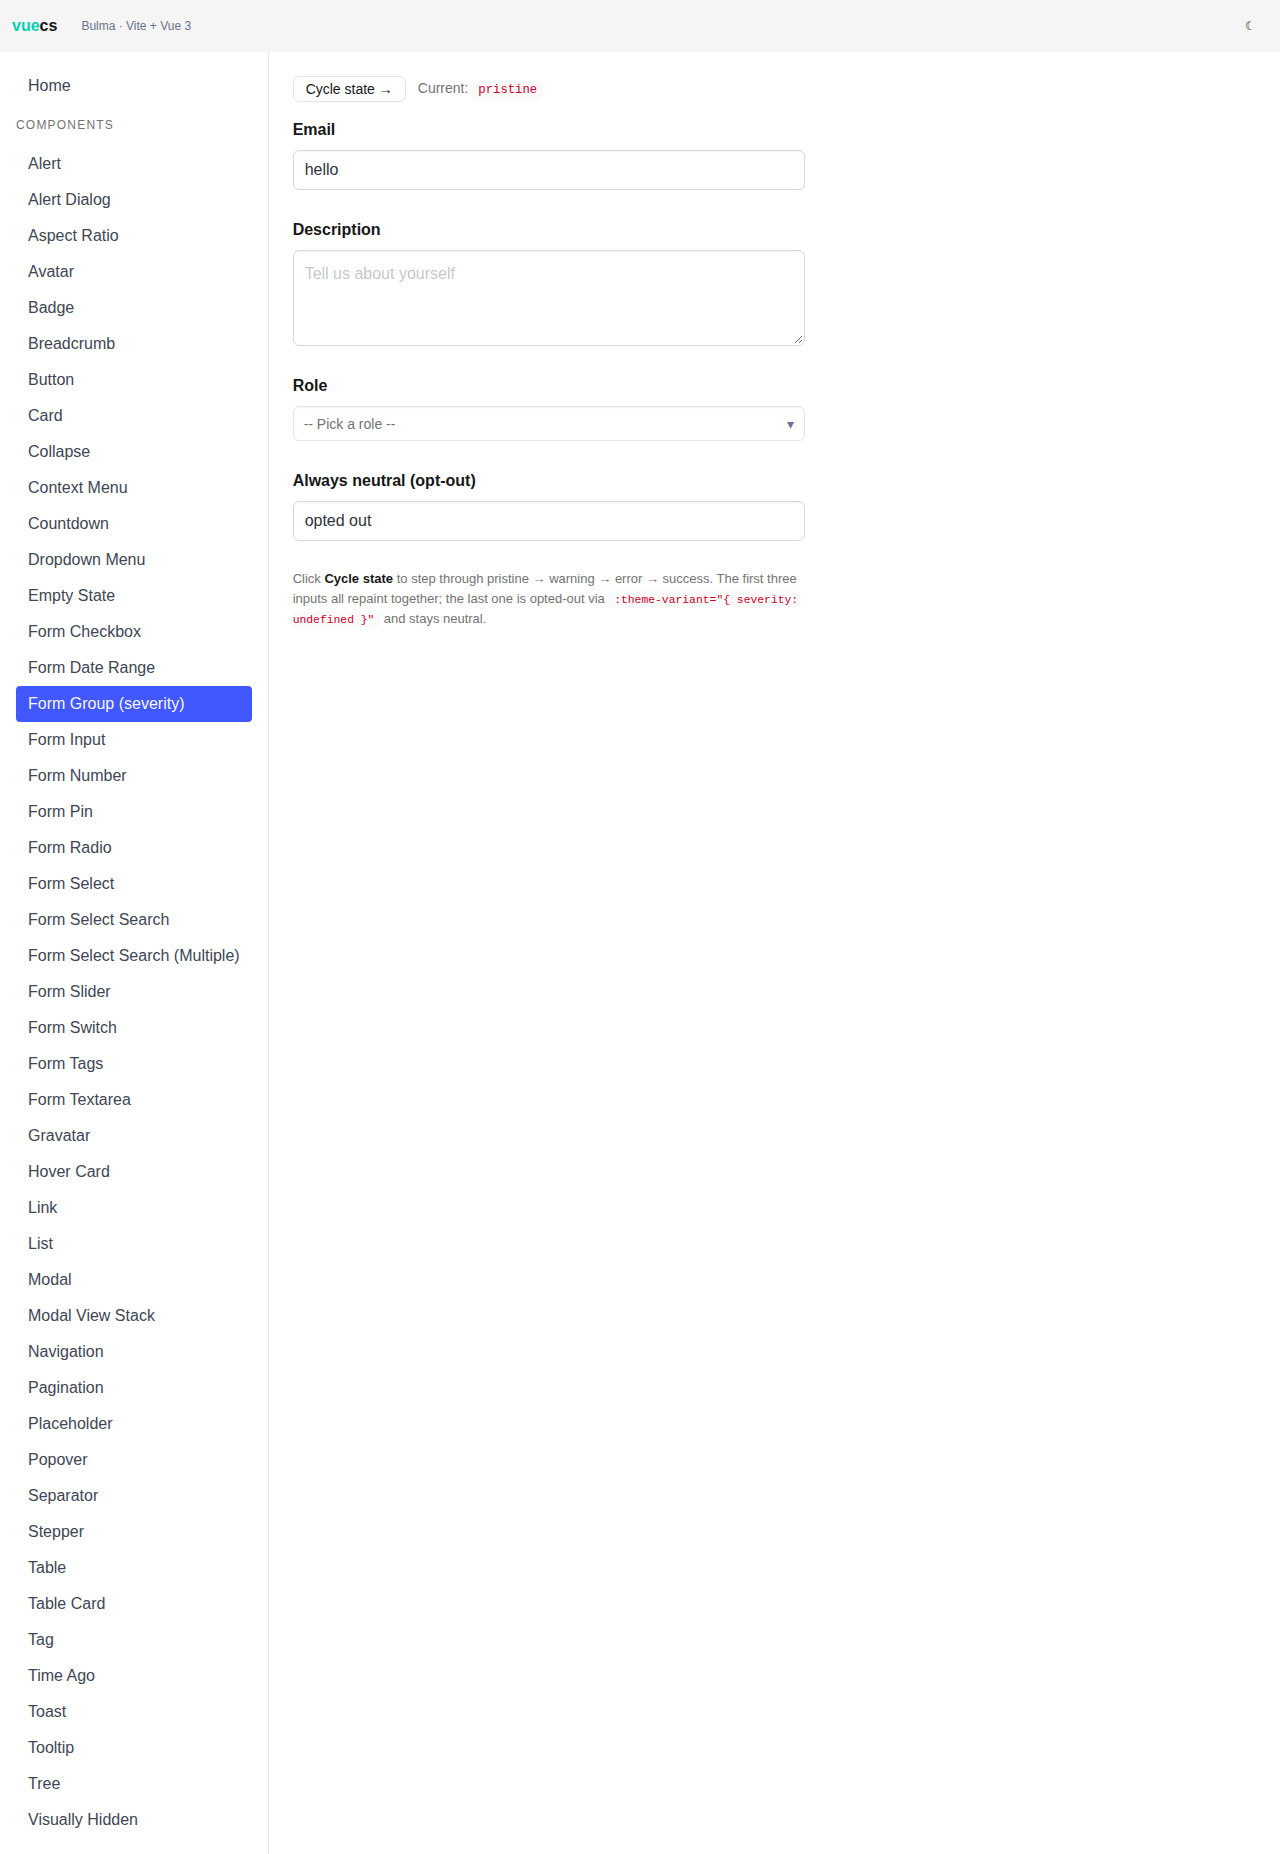 vuecs Bulma · Vite + Vue 3 ☾
Home
COMPONENTS
Alert
Alert Dialog
Aspect Ratio
Avatar
Badge
Breadcrumb
Button
Card
Collapse
Context Menu
Countdown
Dropdown Menu
Empty State
Form Checkbox
Form Date Range
Form Group (severity)
Form Input
Form Number
Form Pin
Form Radio
Form Select
Form Select Search
Form Select Search (Multiple)
Form Slider
Form Switch
Form Tags
Form Textarea
Gravatar
Hover Card
Link
List
Modal
Modal View Stack
Navigation
Pagination
Placeholder
Popover
Separator
Stepper
Table
Table Card
Tag
Time Ago
Toast
Tooltip
Tree
Visually Hidden
Cycle state → Current: pristine
Email
hello
Description
Tell us about yourself
Role
-- Pick a role -- ▾
Always neutral (opt-out)
opted out
Click Cycle state to step through pristine → warning → error → success. The first three
inputs all repaint together; the last one is opted-out via :theme-variant="{ severity:
undefined }" and stays neutral.